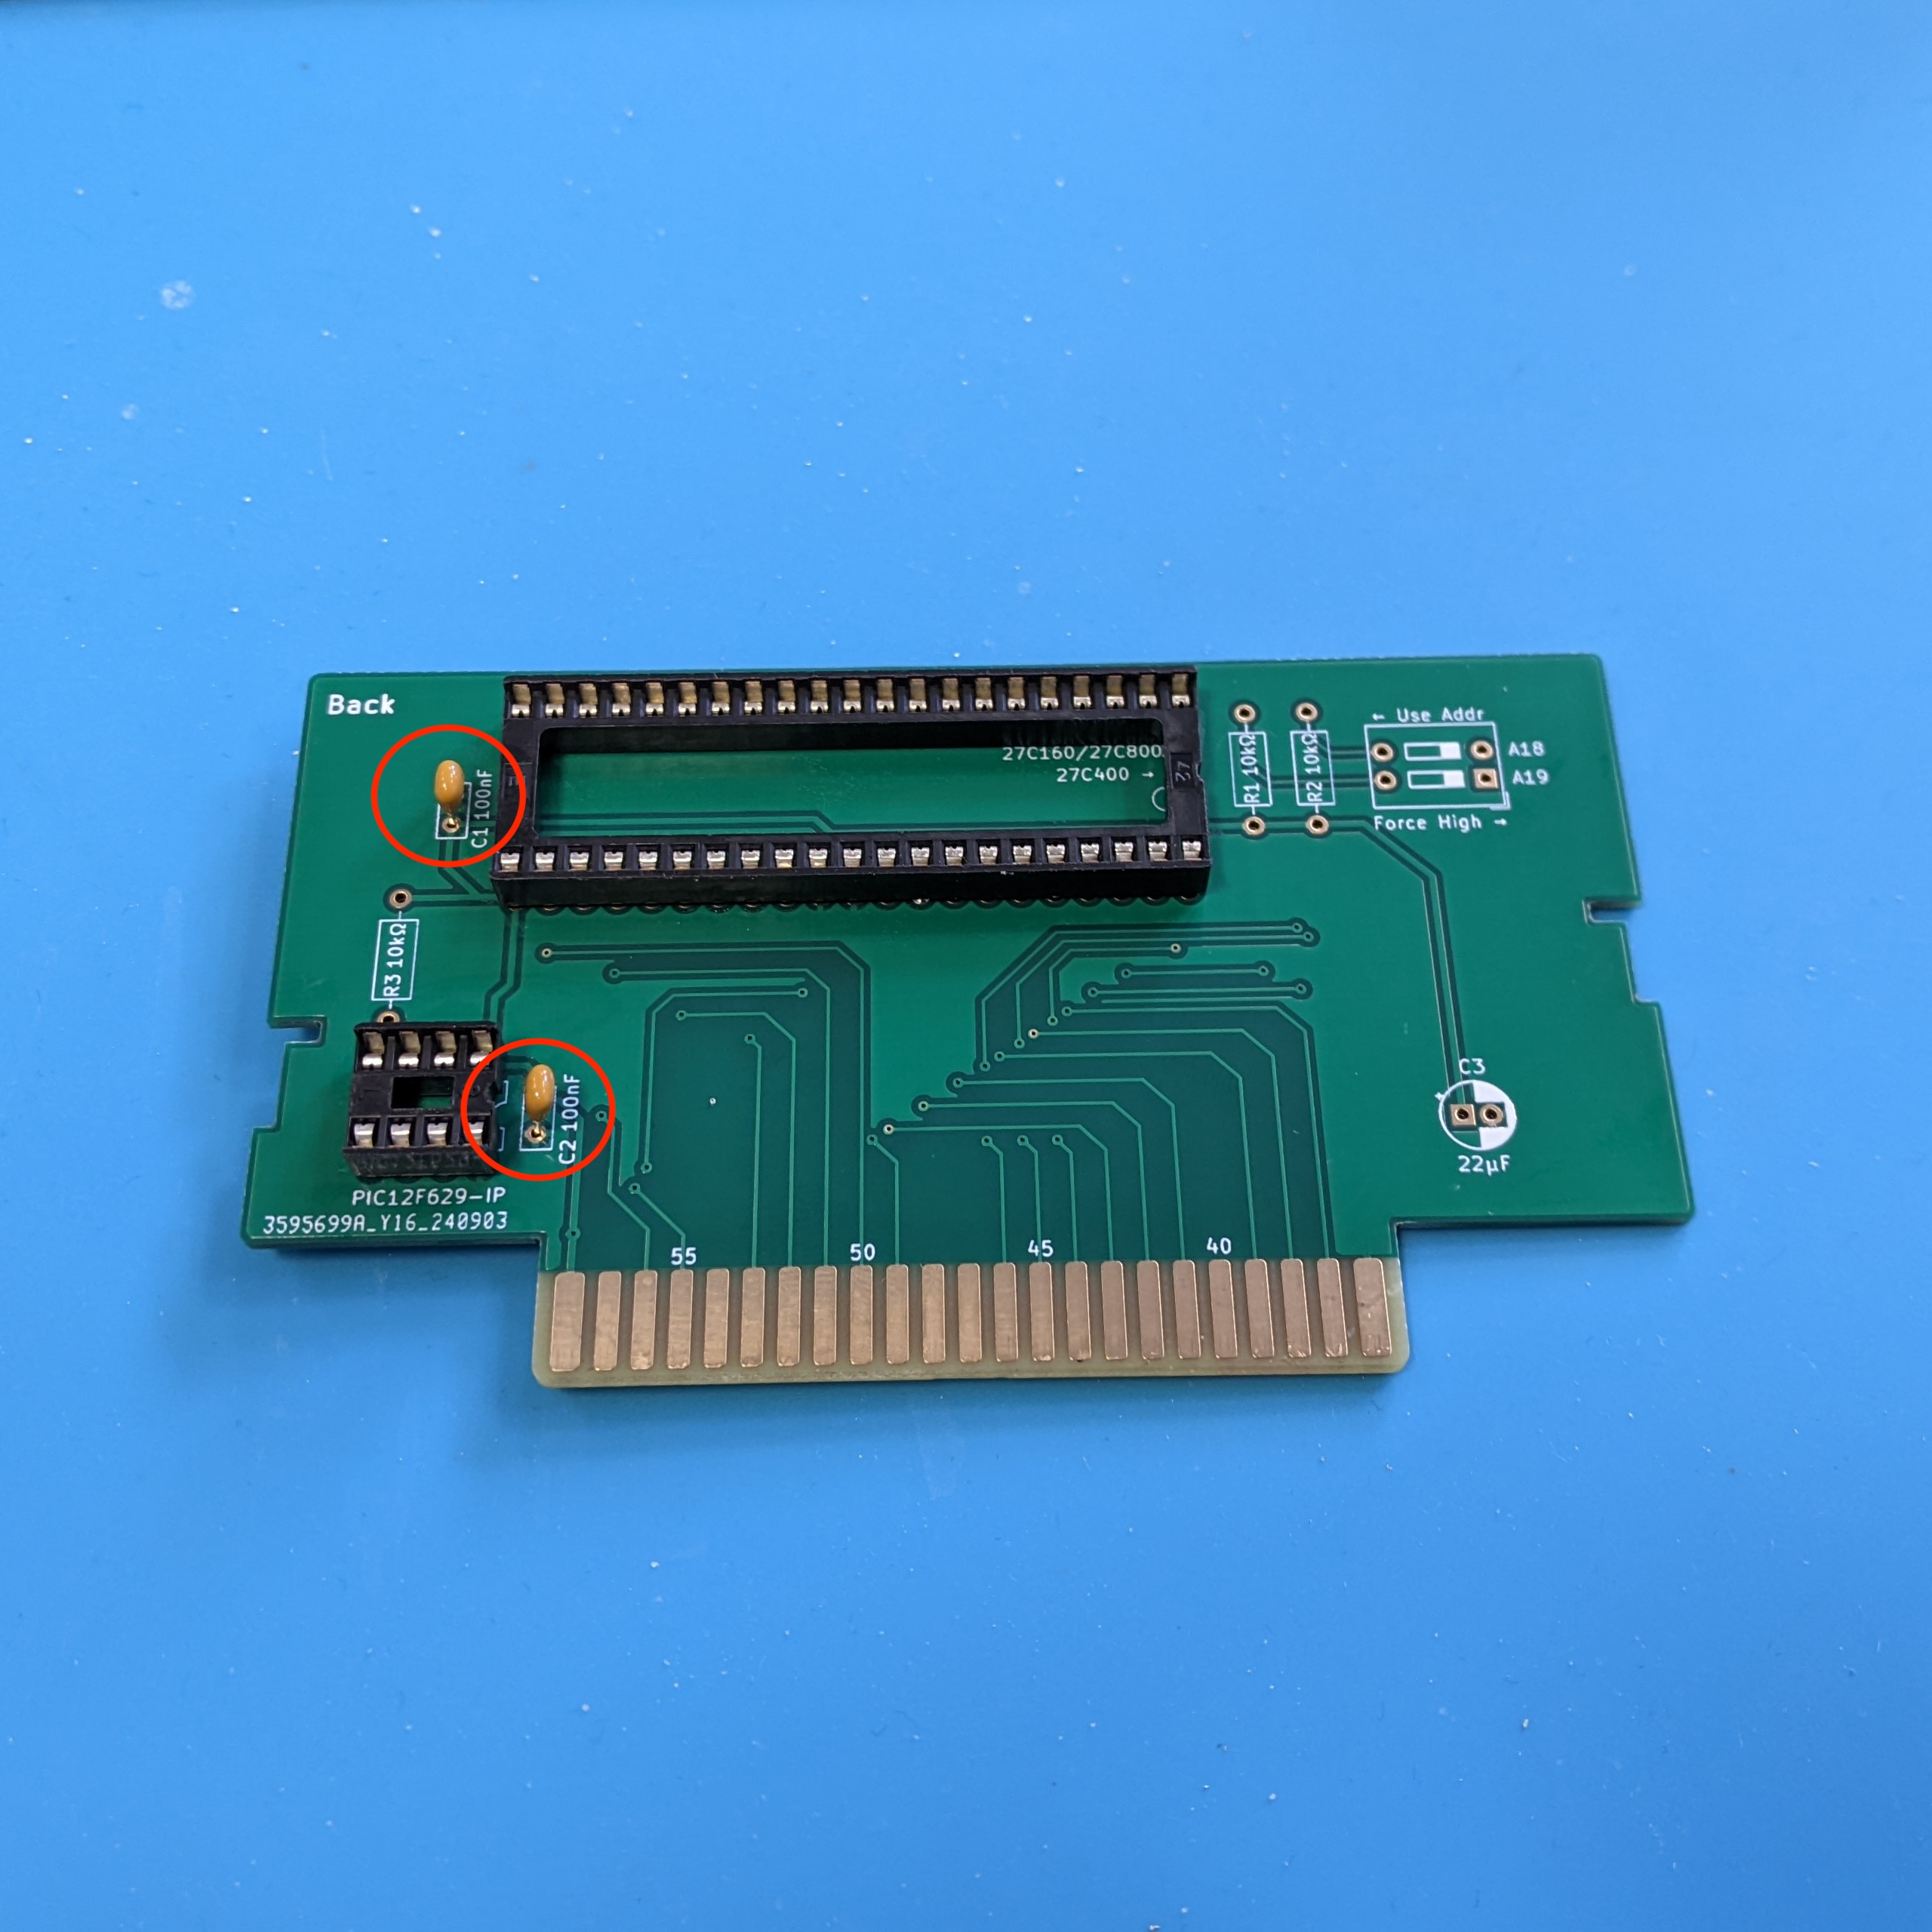 Back
C1 100nF
27C160/27C800
27C400 →
42
R1 10kΩ
R2 10kΩ
← Use Addr
A18
A19
Force High →
R3 10kΩ
C2 100nF
C3
22µF
PIC12F629-IP
3595699A_Y16_240903
55
50
45
40